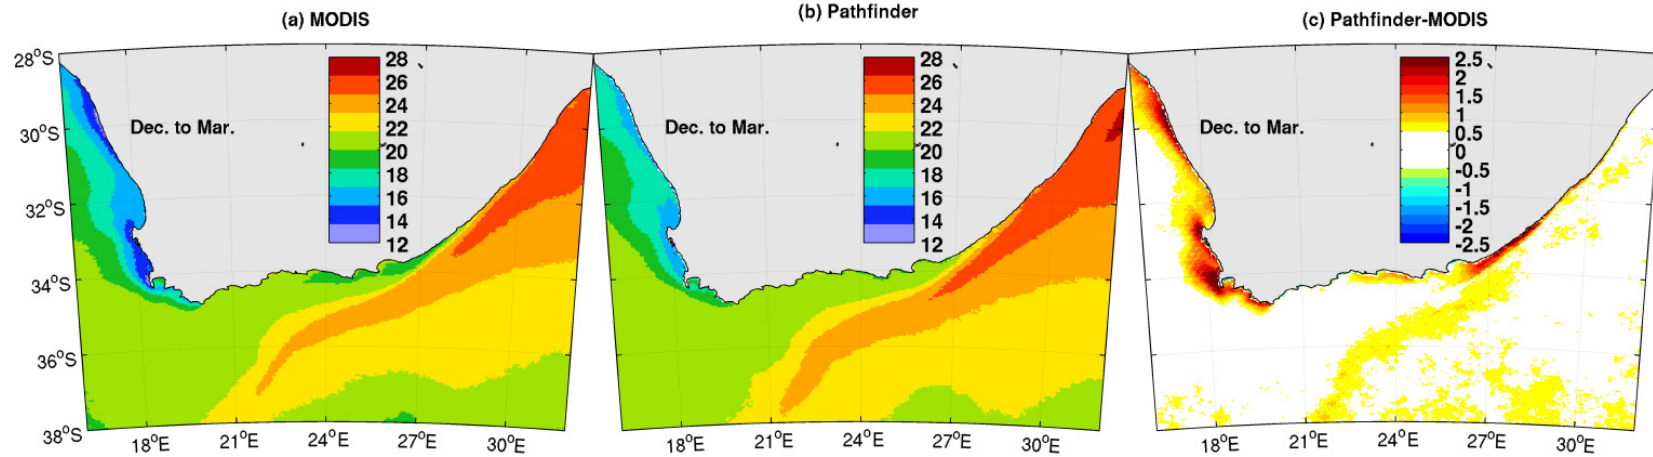 (a) MODIS
(b) Pathfinder
(c) Pathfinder-MODIS
28°S
30°S
32°S
34°S
36°S
38°S
Dec. to Mar.
28
26
24
22
20
18
16
14
12
18°E
21°E
24°E
27°E
30°E
Dec. to Mar.
28
26
24
22
20
18
16
14
12
18°E
21°E
24°E
27°E
30°E
Dec. to Mar.
2.5
2
1.5
1
0.5
0
-0.5
-1
-1.5
-2
-2.5
18°E
21°E
24°E
27°E
30°E